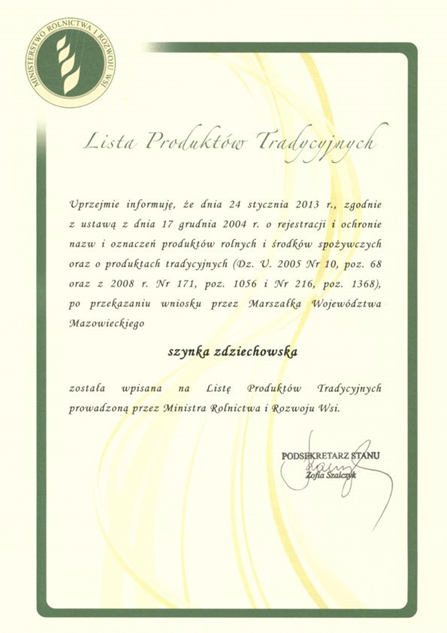 MINISTERSTWO ROLNICTWA I ROZWOJU WSI
Lista Produktów Tradycyjnych
Uprzejmie informuję, że dnia 24 stycznia 2013 r., zgodnie
z ustawą z dnia 17 grudnia 2004 r. o rejestracji i ochronie
nazw i oznaczeń produktów rolnych i środków spożywczych
oraz o produktach tradycyjnych (Dz. U. 2005 Nr 10, poz. 68
oraz z 2008 r. Nr 171, poz. 1056 i Nr 216, poz. 1368),
po przekazaniu wniosku przez Marszałka Województwa
Mazowieckiego
szynka zdziechowska
została wpisana na Listę Produktów Tradycyjnych
prowadzoną przez Ministra Rolnictwa i Rozwoju Wsi.
PODSEKRETARZ STANU
Zofia Szalczyk